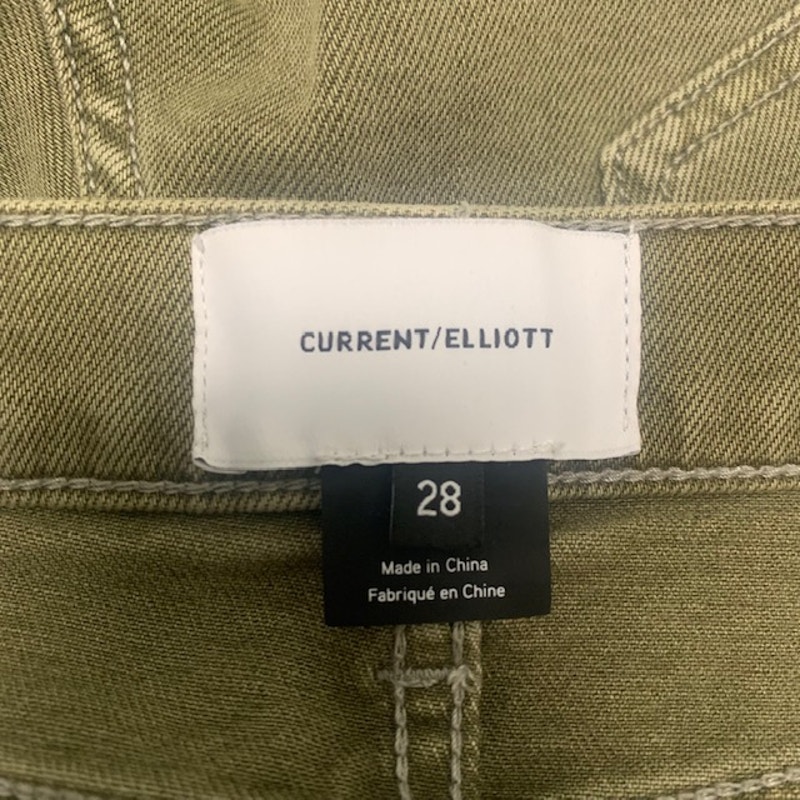 CURRENT/ELLIOTT
28
Made in China
Fabriqué en Chine